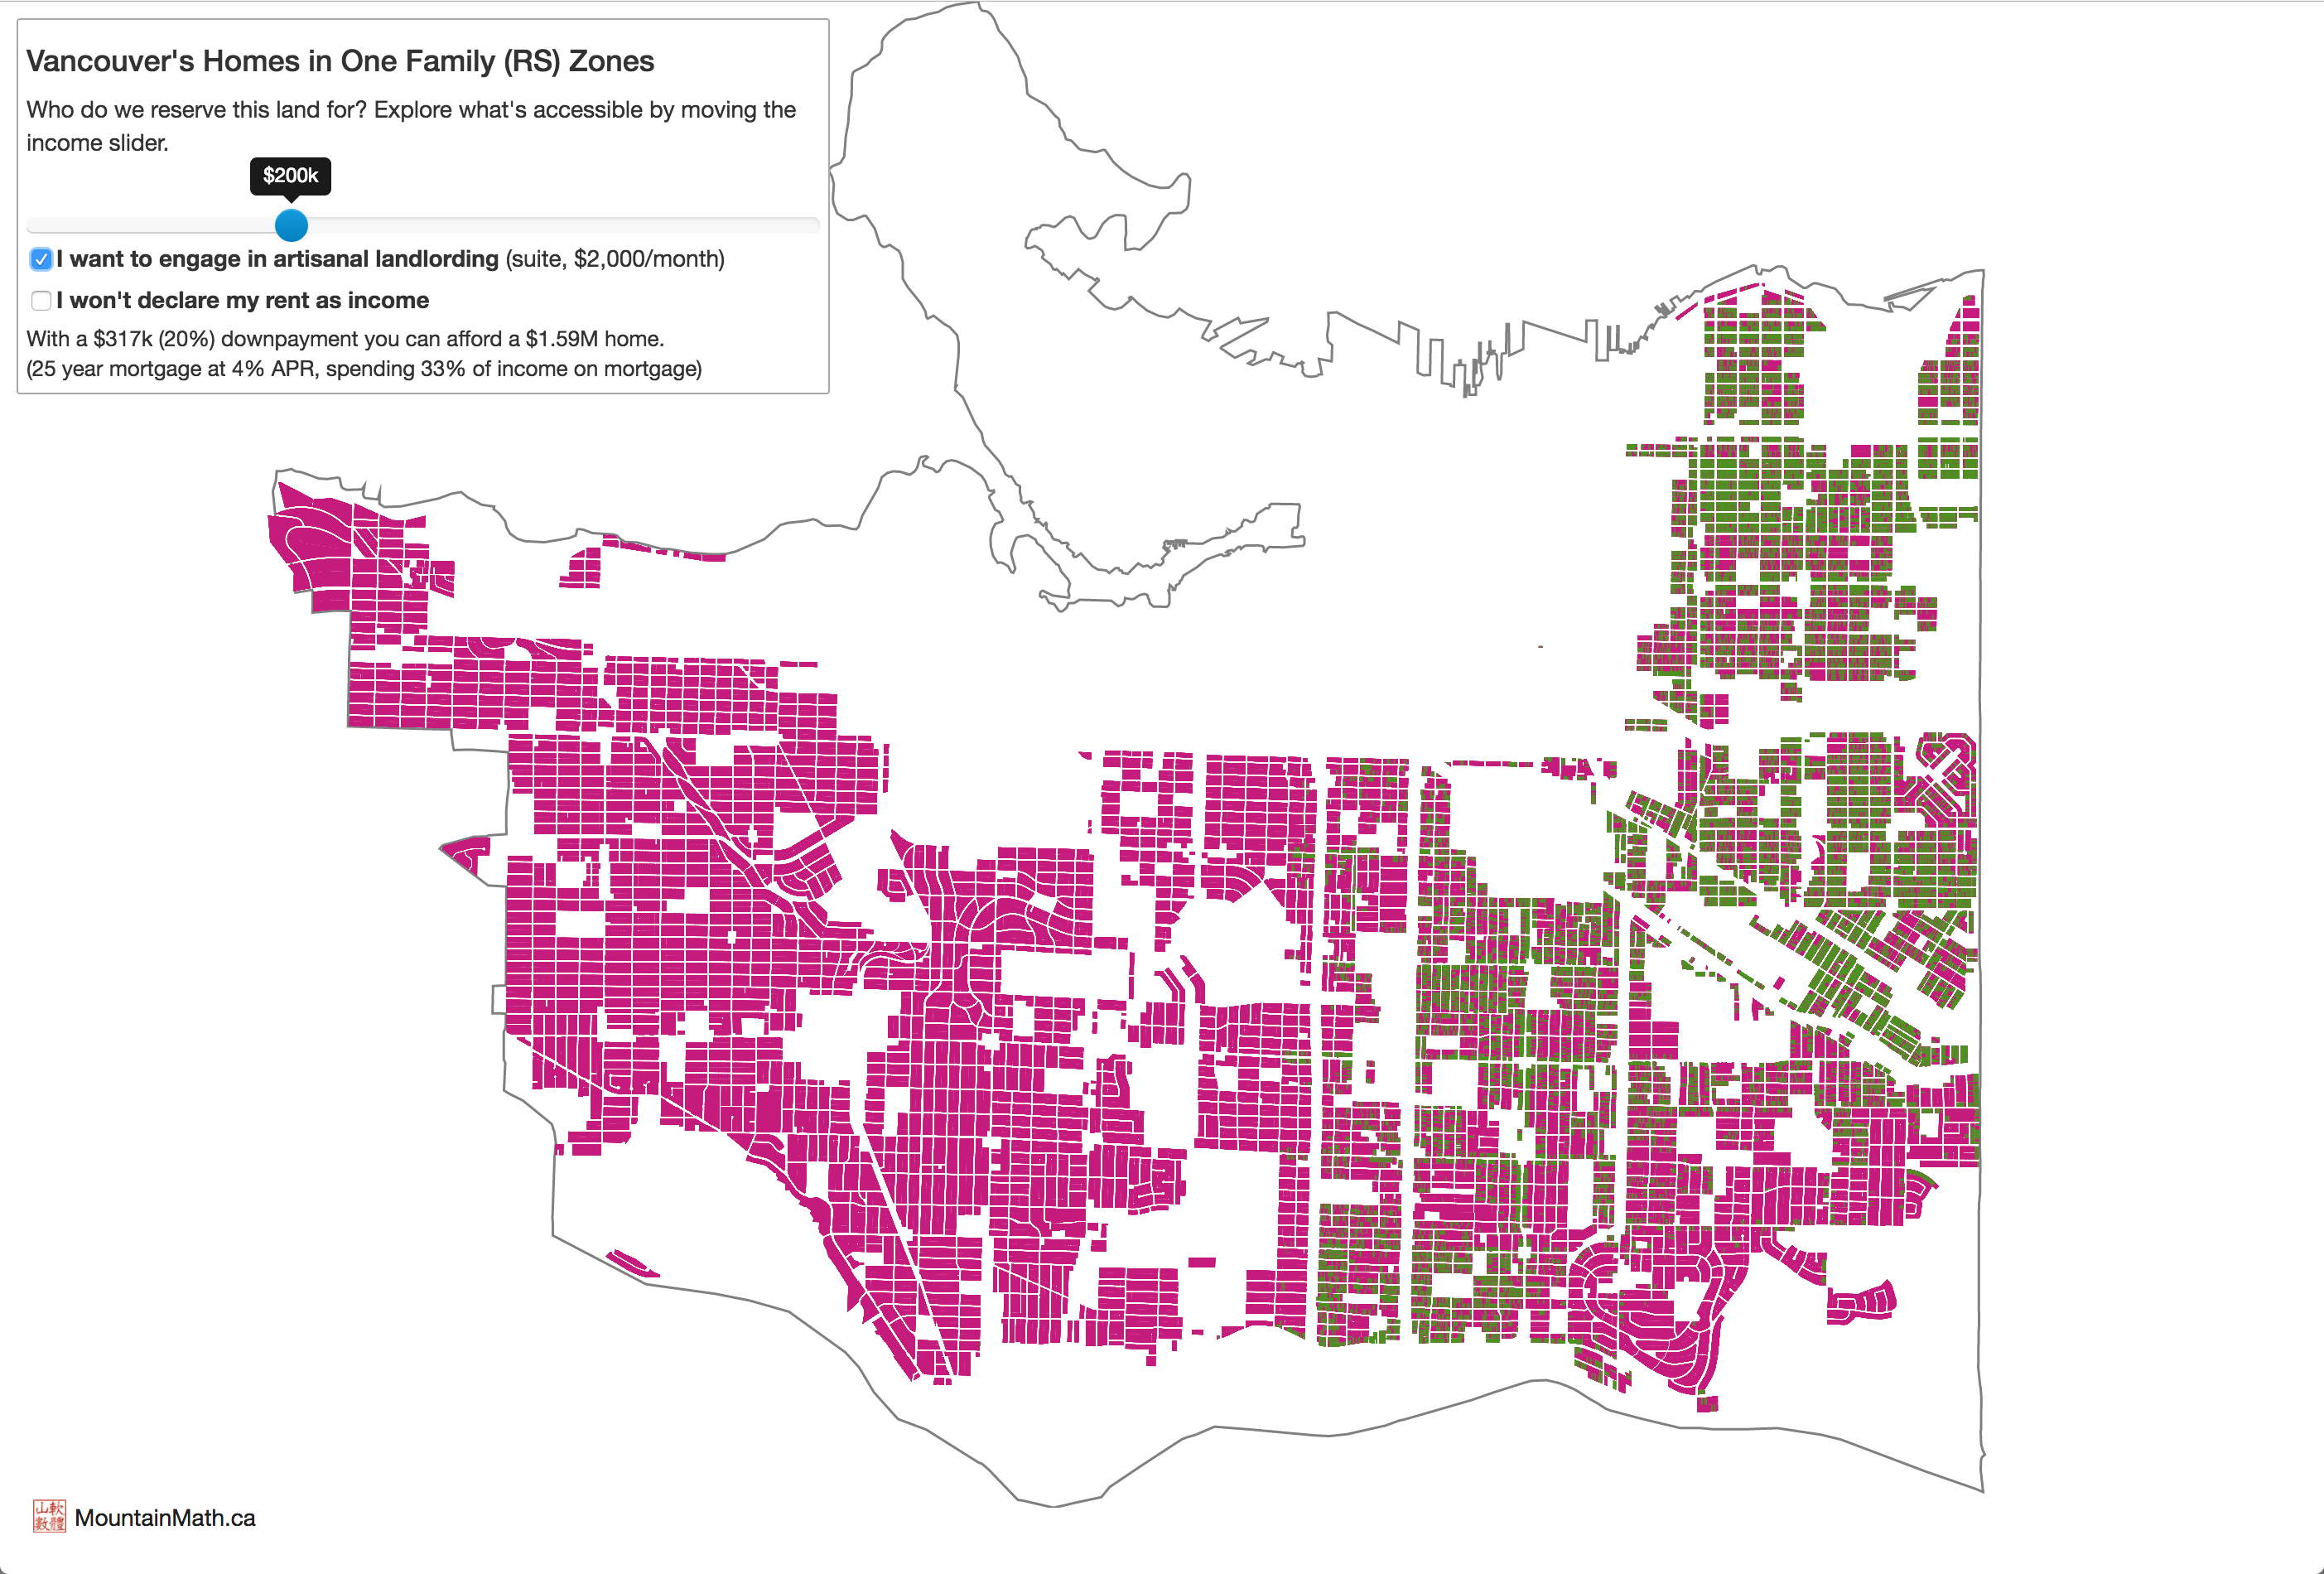 Vancouver's Homes in One Family (RS) Zones
Who do we reserve this land for? Explore what's accessible by moving the
income slider.
$200k
I want to engage in artisanal landlording (suite, $2,000/month)
I won't declare my rent as income
With a $317k (20%) downpayment you can afford a $1.59M home.
(25 year mortgage at 4% APR, spending 33% of income on mortgage)
山軟
數體
MountainMath.ca